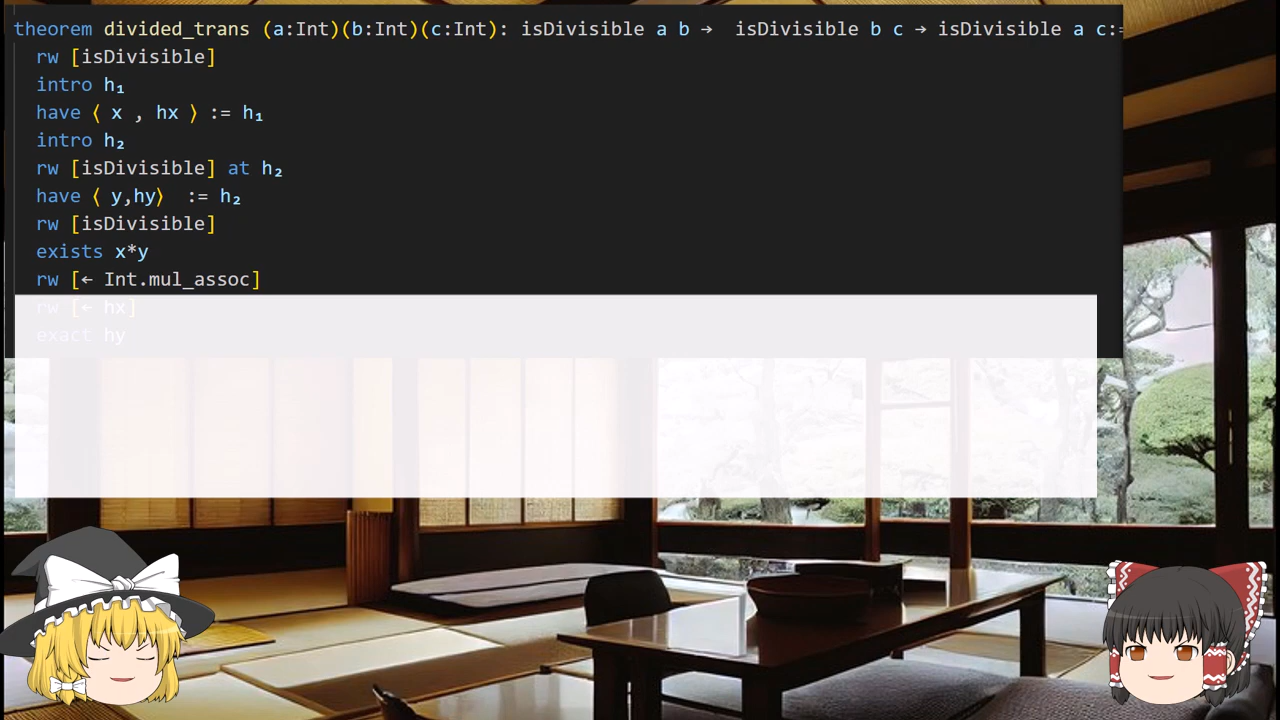 theorem divided_trans (a:Int)(b:Int)(c:Int): isDivisible a b → isDivisible b c → isDivisible a c:=
rw [isDivisible]
intro h₁
have ⟨ x , hx ⟩ := h₁
intro h₂
rw [isDivisible] at h₂
have ⟨ y,hy⟩ := h₂
rw [isDivisible]
exists x*y
rw [← Int.mul_assoc]
rw [← hx]
exact hy